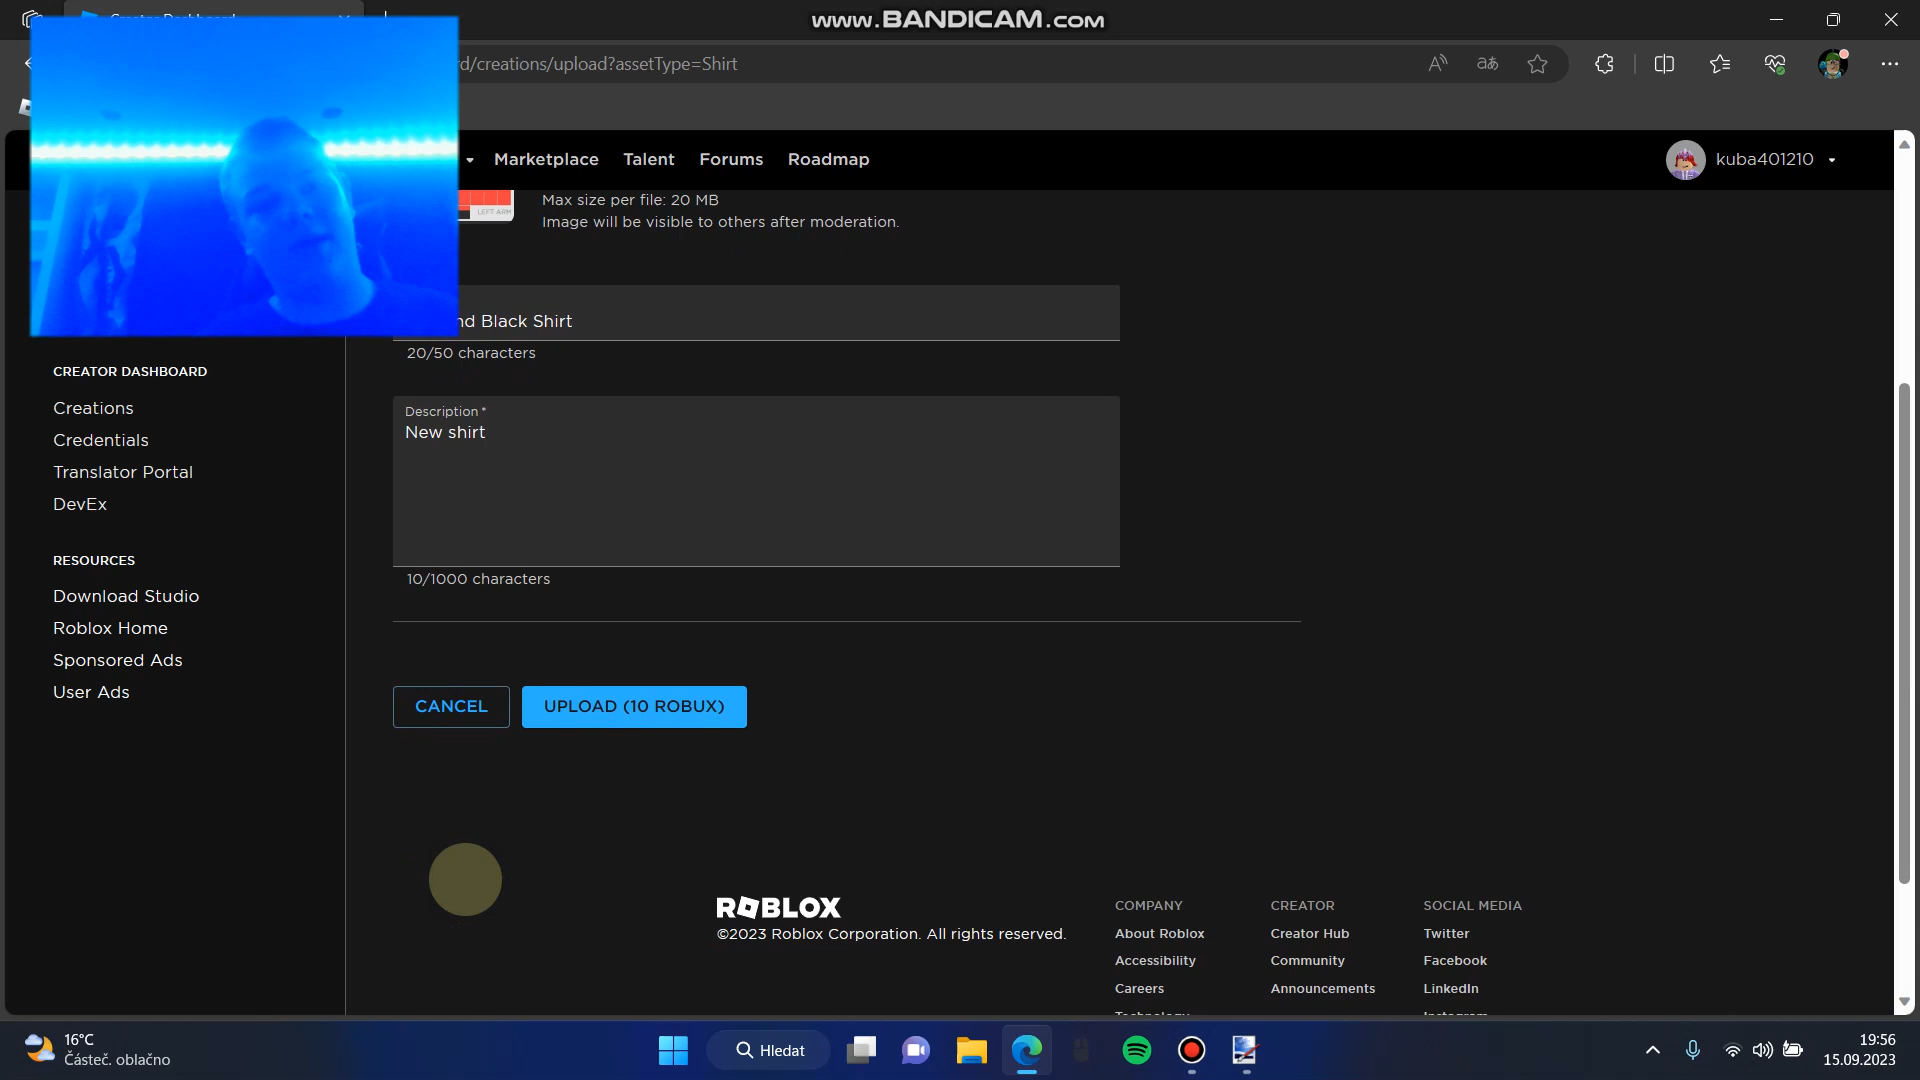 www.BANDICAM.com
d/creations/upload?assetType=Shirt
Marketplace
Talent
Forums
Roadmap
kuba401210
LEFT ARM
Max size per file: 20 MB
Image will be visible to others after moderation.
Black Shirt
20/50 characters
Description *
New shirt
10/1000 characters
CREATOR DASHBOARD
Creations
Credentials
Translator Portal
DevEx
RESOURCES
Download Studio
Roblox Home
Sponsored Ads
User Ads
CANCEL
UPLOAD (10 ROBUX)
ROBLOX
©2023 Roblox Corporation. All rights reserved.
COMPANY
About Roblox
Accessibility
Careers
CREATOR
Creator Hub
Community
Announcements
SOCIAL MEDIA
Twitter
Facebook
LinkedIn
16°C
Částeč. oblačno
Hledat
19:56
15.09.2023